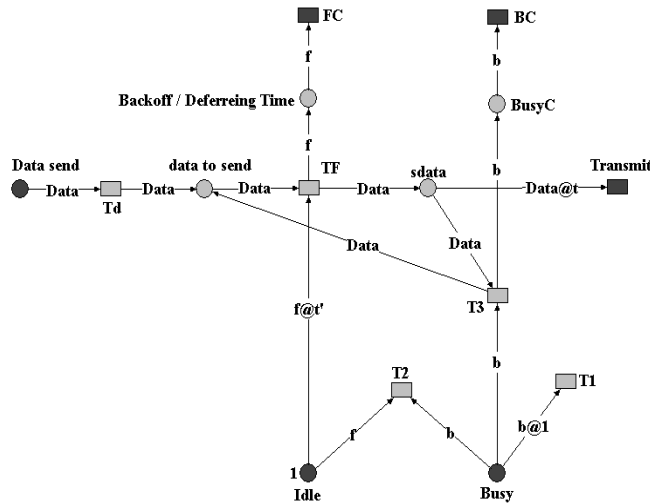 FC
BC
f
b
Backoff / Deferreing Time
BusyC
f
b
Data send
data to send
TF
sdata
Transmit
Data
Data
Data
Data
Data@t
Td
Data
Data
T3
f@t'
b
T2
T1
f
b
b@1
1
Idle
Busy